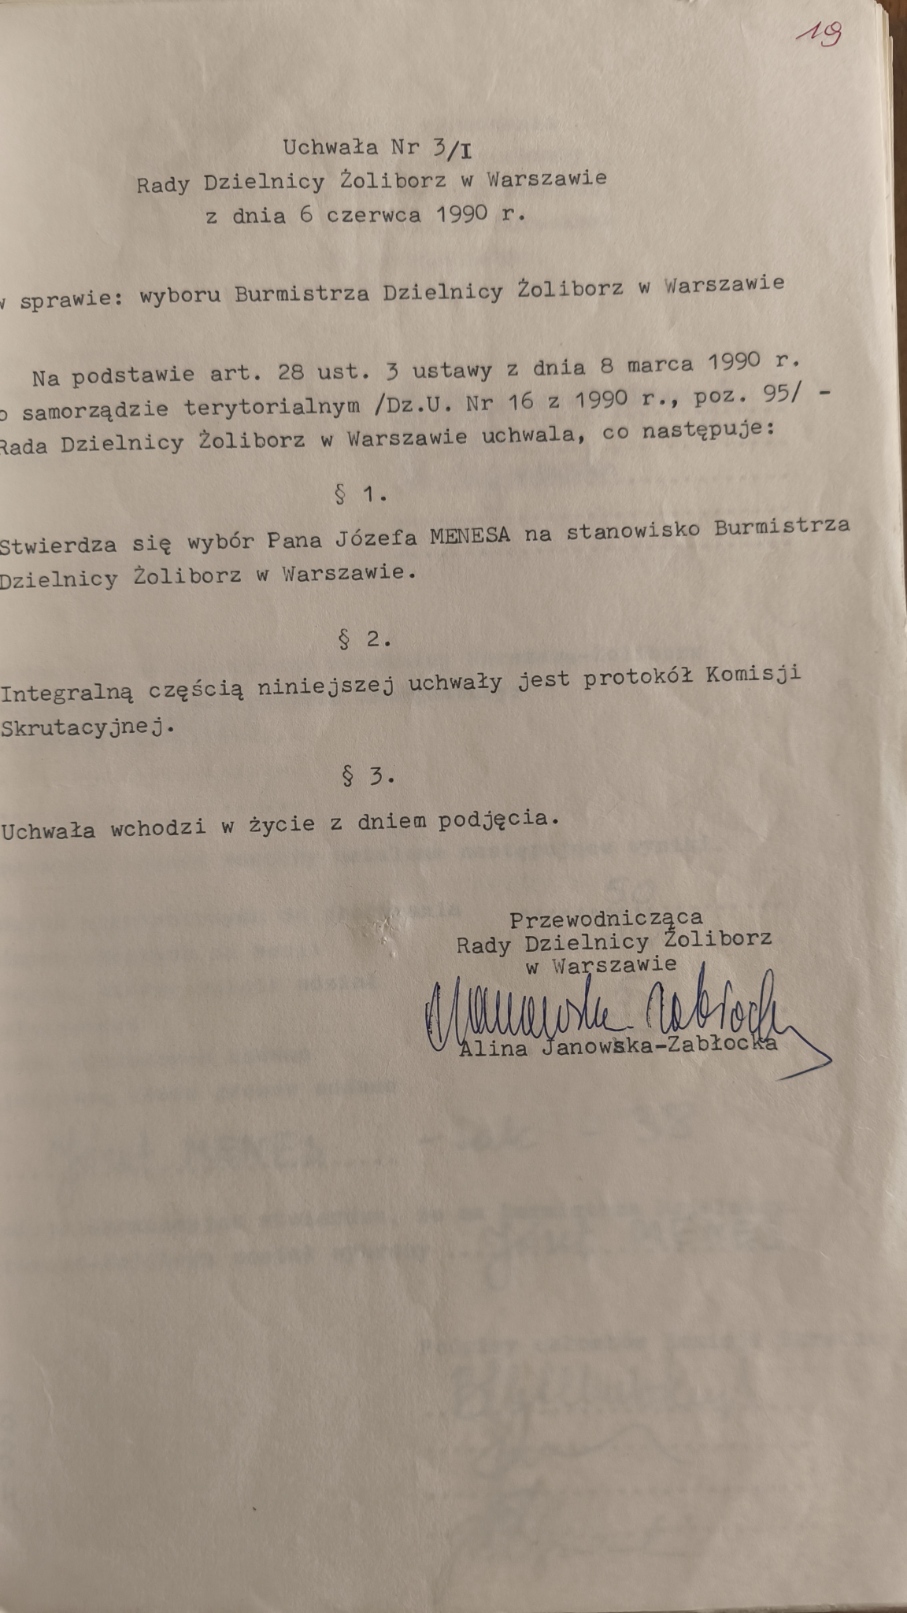 19
Uchwała Nr 3/I
Rady Dzielnicy Żoliborz w Warszawie
z dnia 6 czerwca 1990 r.
w sprawie: wyboru Burmistrza Dzielnicy Żoliborz w Warszawie
Na podstawie art. 28 ust. 3 ustawy z dnia 8 marca 1990 r.
o samorządzie terytorialnym /Dz.U. Nr 16 z 1990 r., poz. 95/ -
Rada Dzielnicy Żoliborz w Warszawie uchwala, co następuje:
§ 1.
Stwierdza się wybór Pana Józefa MENESA na stanowisko Burmistrza
Dzielnicy Żoliborz w Warszawie.
§ 2.
Integralną częścią niniejszej uchwały jest protokół Komisji
Skrutacyjnej.
§ 3.
Uchwała wchodzi w życie z dniem podjęcia.
Przewodnicząca
Rady Dzielnicy Żoliborz
w Warszawie
Janowska Zabłocka
Alina Janowska-Zabłocka